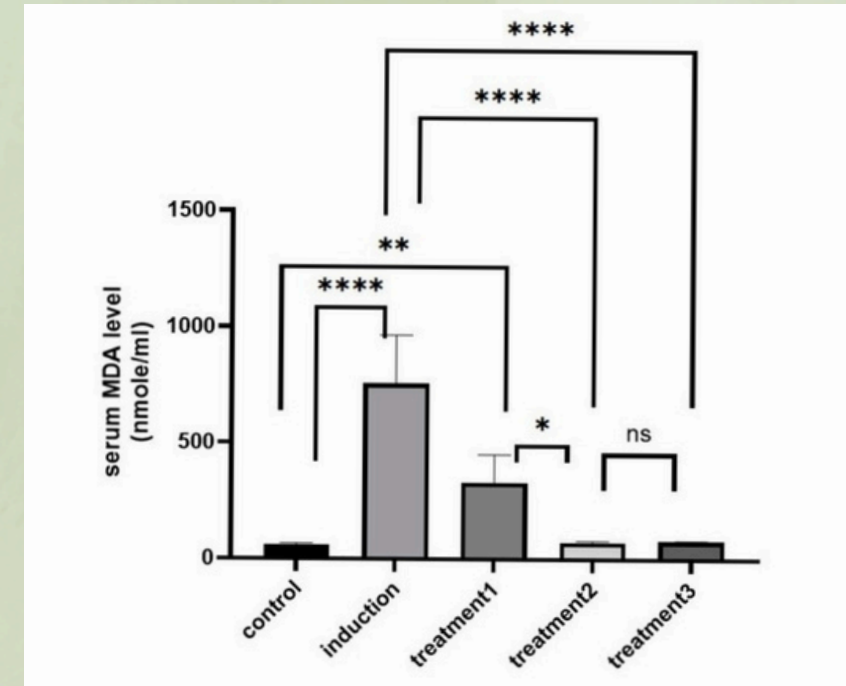 ****
****
1500
**
****
1000
serum MDA level
(nmole/ml)
500
*
ns
0
control
induction
treatment1
treatment2
treatment3